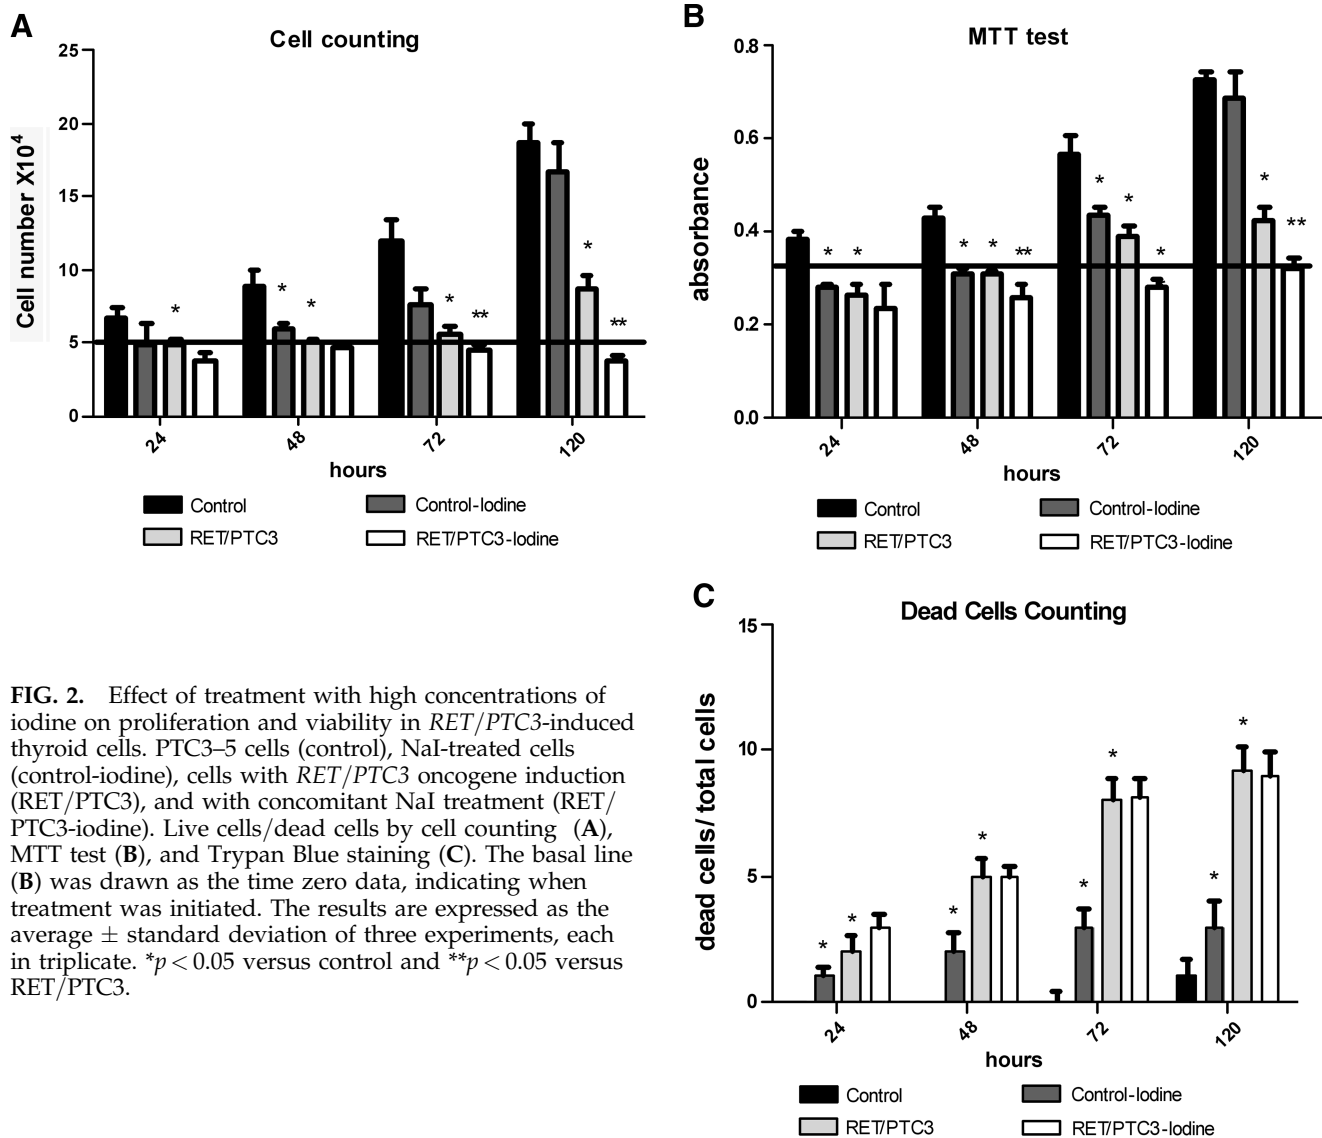 A
Cell counting
Cell number X10⁴
25
20
15
10
5
0
*
* *
* **
* **
24 48 72 120
hours
Control Control-Iodine
RET/PTC3 RET/PTC3-Iodine
B
MTT test
absorbance
0.8
0.6
0.4
0.2
0.0
* *
* * **
* * *
* **
24 48 72 120
hours
Control Control-Iodine
RET/PTC3 RET/PTC3-Iodine
C
Dead Cells Counting
dead cells/ total cells
15
10
5
0
* *
* *
* *
* *
24 48 72 120
hours
Control Control-Iodine
RET/PTC3 RET/PTC3-Iodine
FIG. 2. Effect of treatment with high concentrations of
iodine on proliferation and viability in RET/PTC3-induced
thyroid cells. PTC3–5 cells (control), NaI-treated cells
(control-iodine), cells with RET/PTC3 oncogene induction
(RET/PTC3), and with concomitant NaI treatment (RET/
PTC3-iodine). Live cells/dead cells by cell counting (A),
MTT test (B), and Trypan Blue staining (C). The basal line
(B) was drawn as the time zero data, indicating when
treatment was initiated. The results are expressed as the
average ± standard deviation of three experiments, each
in triplicate. *p < 0.05 versus control and **p < 0.05 versus
RET/PTC3.